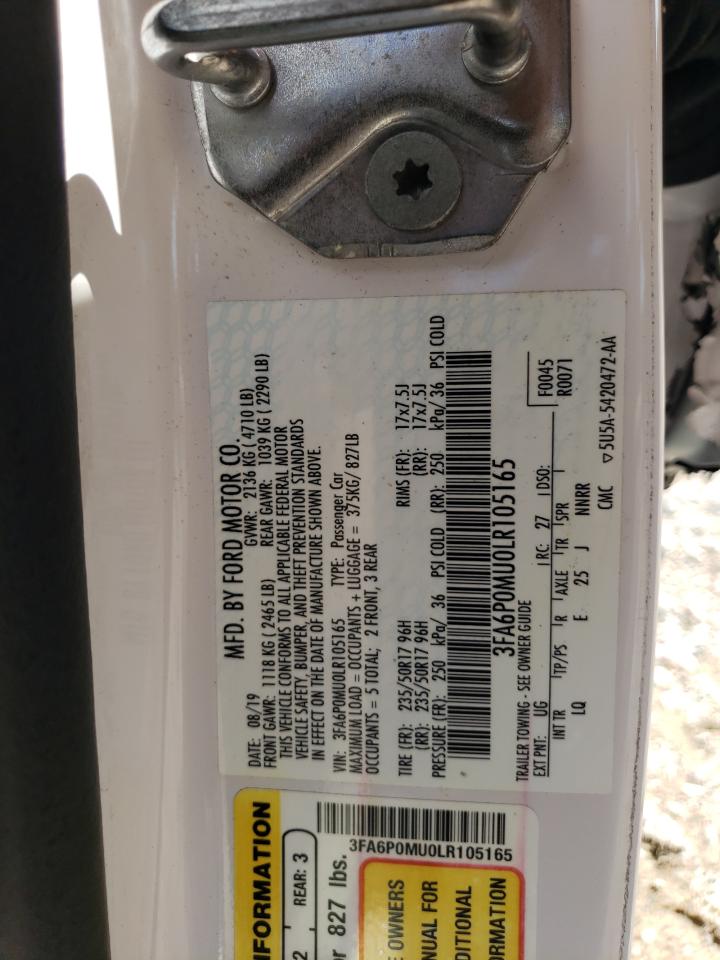 MFD. BY FORD MOTOR CO.
DATE: 08/19 GVWR: 2136 KG ( 4710 LB)
FRONT GAWR: 1118 KG ( 2465 LB) REAR GAWR: 1039 KG ( 2290 LB)
THIS VEHICLE CONFORMS TO ALL APPLICABLE FEDERAL MOTOR
VEHICLE SAFETY, BUMPER, AND THEFT PREVENTION STANDARDS
IN EFFECT ON THE DATE OF MANUFACTURE SHOWN ABOVE.
VIN: 3FA6P0MU0LR105165 TYPE: Passenger Car
MAXIMUM LOAD = OCCUPANTS + LUGGAGE = 375KG/ 827LB
OCCUPANTS = 5 TOTAL; 2 FRONT, 3 REAR
TIRE (FR): 235/50R17 96H RIMS (FR): 17x7.5J
(RR): 235/50R17 96H (RR): 17x7.5J
PRESSURE (FR): 250 kPa/ 36 PSI COLD (RR): 250 kPa/ 36 PSI COLD
3FA6P0MU0LR105165
TRAILER TOWING - SEE OWNER GUIDE
EXT PNT: UG RC: 27 DSO: F0045
R0071
INT TR TP/PS R AXLE TR SPR
LQ E 25 J NNRR
CMC ▽ 5U5A-5420472-AA
INFORMATION
2 REAR: 3
or 827 lbs.
3FA6P0MU0LR105165
OWNERS
NUAL FOR
DITIONAL
ORMATION